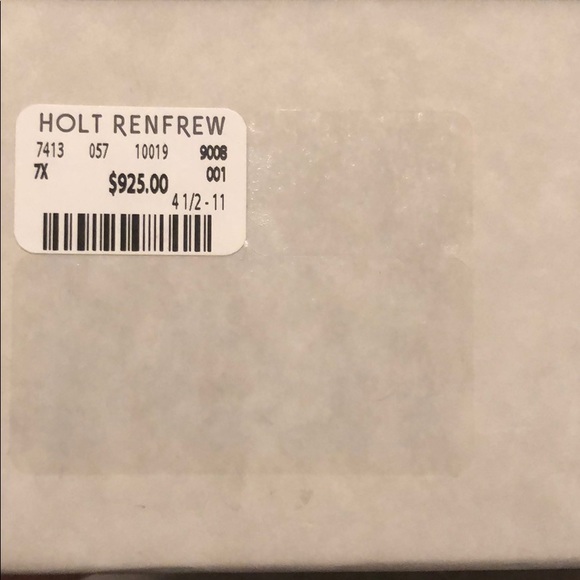 HOLT RENFREW
7413 057 10019 9008
7X $925.00 001
4 1/2 - 11